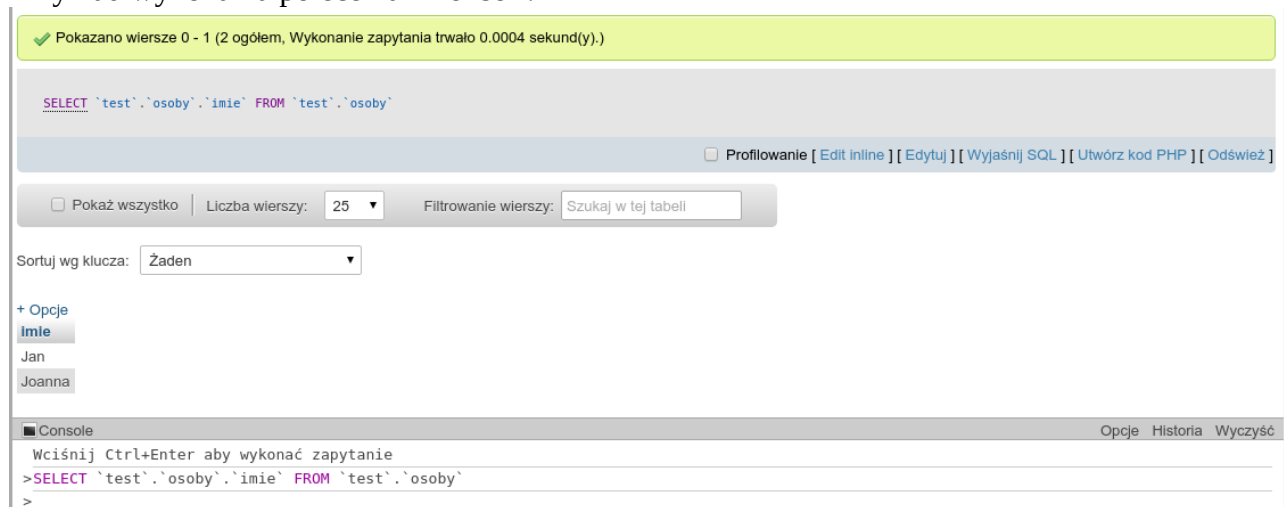 Pokazano wiersze 0 - 1 (2 ogółem, Wykonanie zapytania trwało 0.0004 sekund(y).)
SELECT `test`.`osoby`.`imie` FROM `test`.`osoby`
Profilowanie [ Edit inline ] [ Edytuj ] [ Wyjaśnij SQL ] [ Utwórz kod PHP ] [ Odśwież ]
Pokaż wszystko Liczba wierszy: 25 Filtrowanie wierszy: Szukaj w tej tabeli
Sortuj wg klucza: Żaden
+ Opcje
imie
Jan
Joanna
Console Opcje Historia Wyczyść
Wciśnij Ctrl+Enter aby wykonać zapytanie
>SELECT `test`.`osoby`.`imie` FROM `test`.`osoby`
>